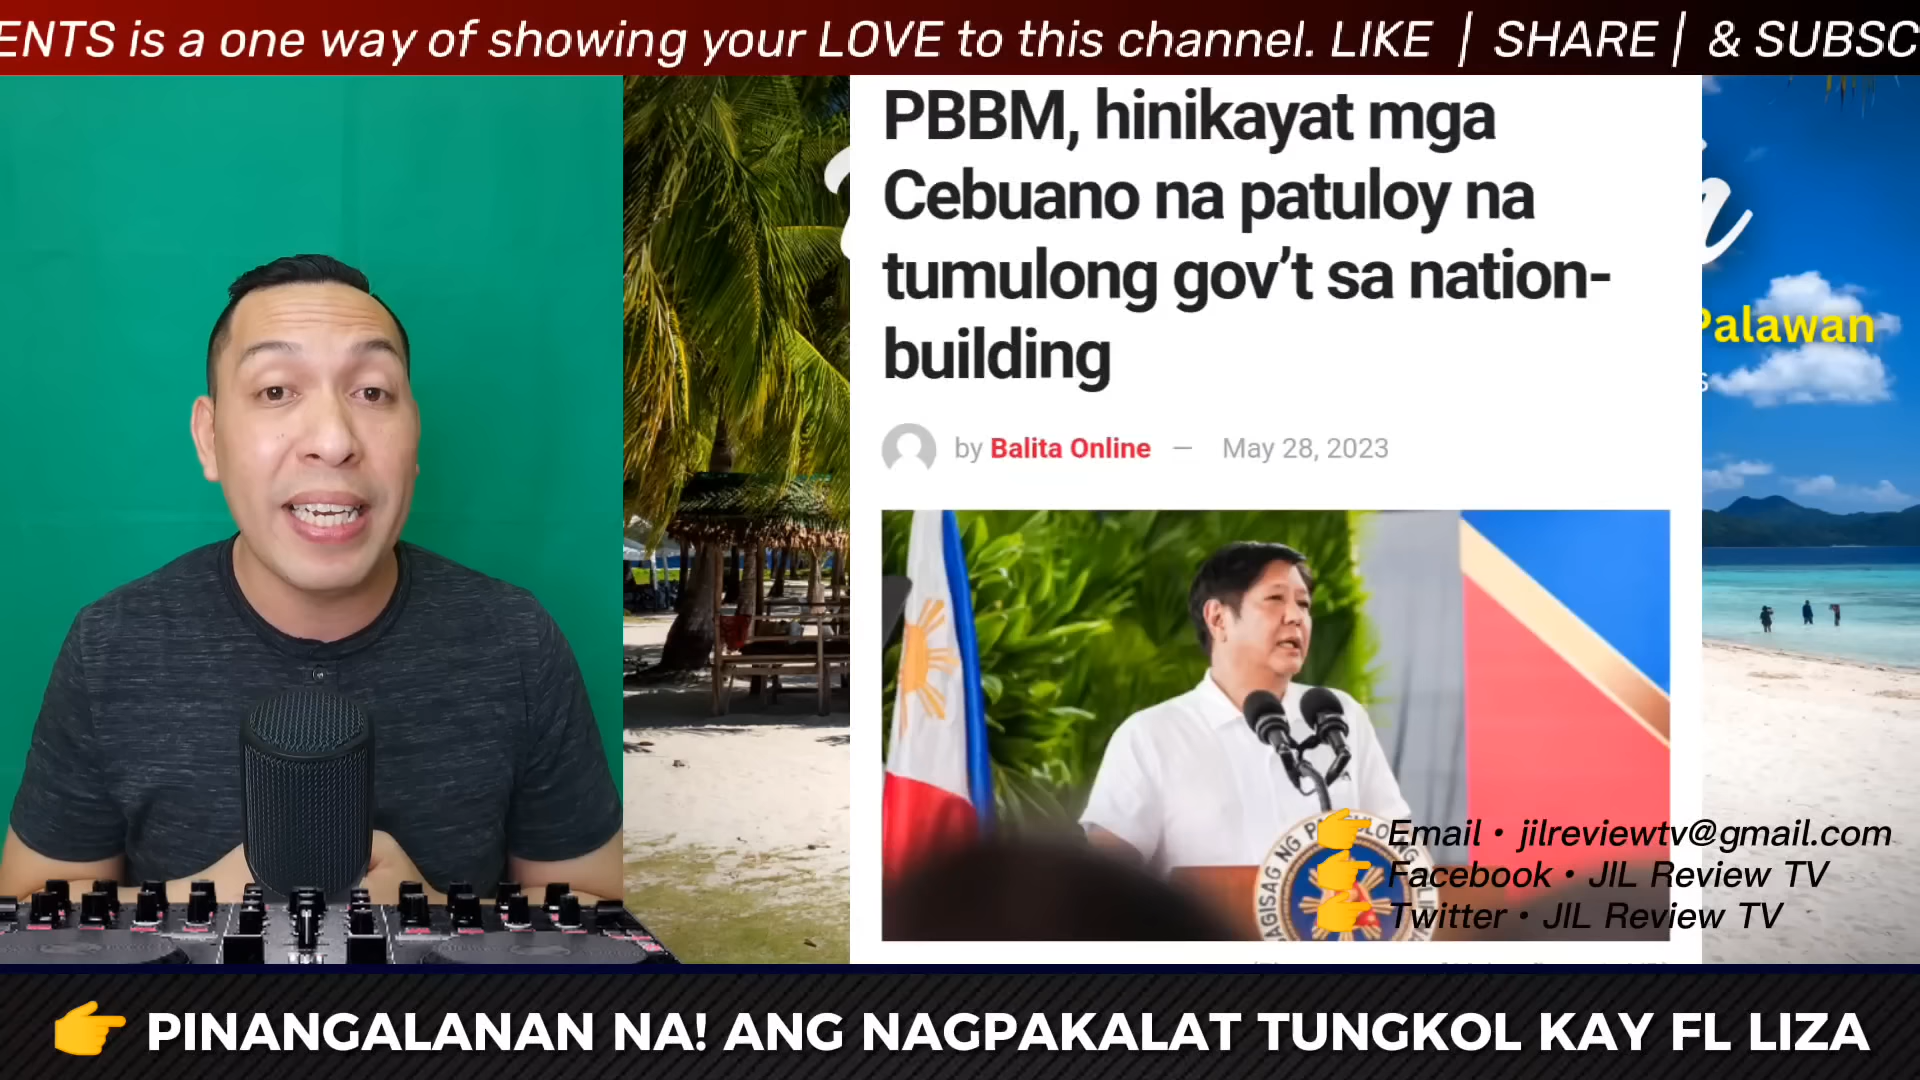 ENTS is a one way of showing your LOVE to this channel. LIKE | SHARE | & SUBSC
PBBM, hinikayat mga
Cebuano na patuloy na
tumulong gov't sa nation-
building
by Balita Online — May 28, 2023
Palawan
Email • jilreviewtv@gmail.com
Facebook • JIL Review TV
Twitter • JIL Review TV
PINANGALANAN NA! ANG NAGPAKALAT TUNGKOL KAY FL LIZA